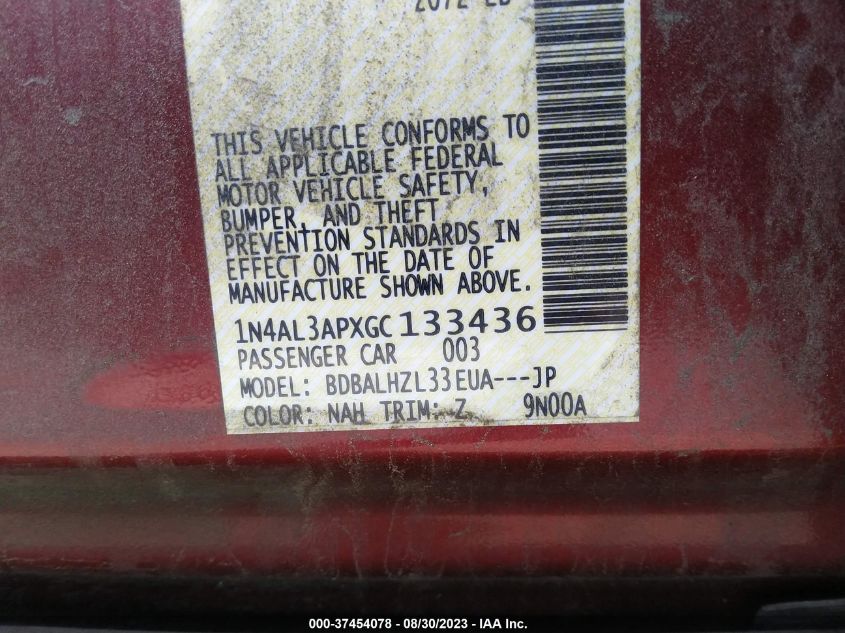 THIS VEHICLE CONFORMS TO
ALL APPLICABLE FEDERAL
MOTOR VEHICLE SAFETY,
BUMPER, AND THEFT
PREVENTION STANDARDS IN
EFFECT ON THE DATE OF
MANUFACTURE SHOWN ABOVE.
1N4AL3APXGC133436
PASSENGER CAR 003
MODEL: BDBALHZL33EUA---JP
COLOR: NAH TRIM: Z 9N00A
000-37454078 - 08/30/2023 - IAA Inc.